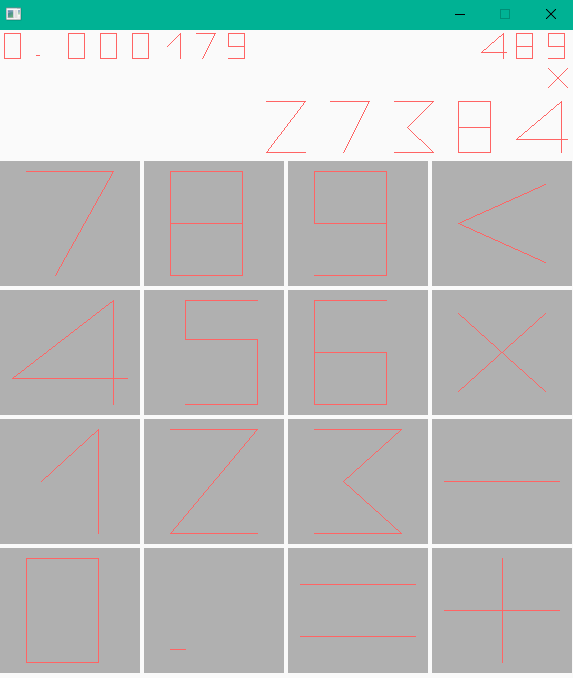 0.000179 489
×
27384
7 8 9 <
4 5 6 ×
1 2 3 -
0 . = +